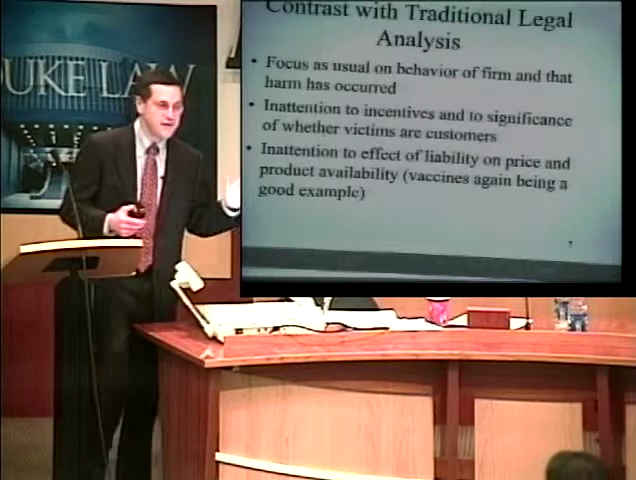 DUKE LAW
Contrast with Traditional Legal
Analysis
• Focus as usual on behavior of firm and that
harm has occurred
• Inattention to incentives and to significance
of whether victims are customers
• Inattention to effect of liability on price and
product availability (vaccines again being a
good example)
7